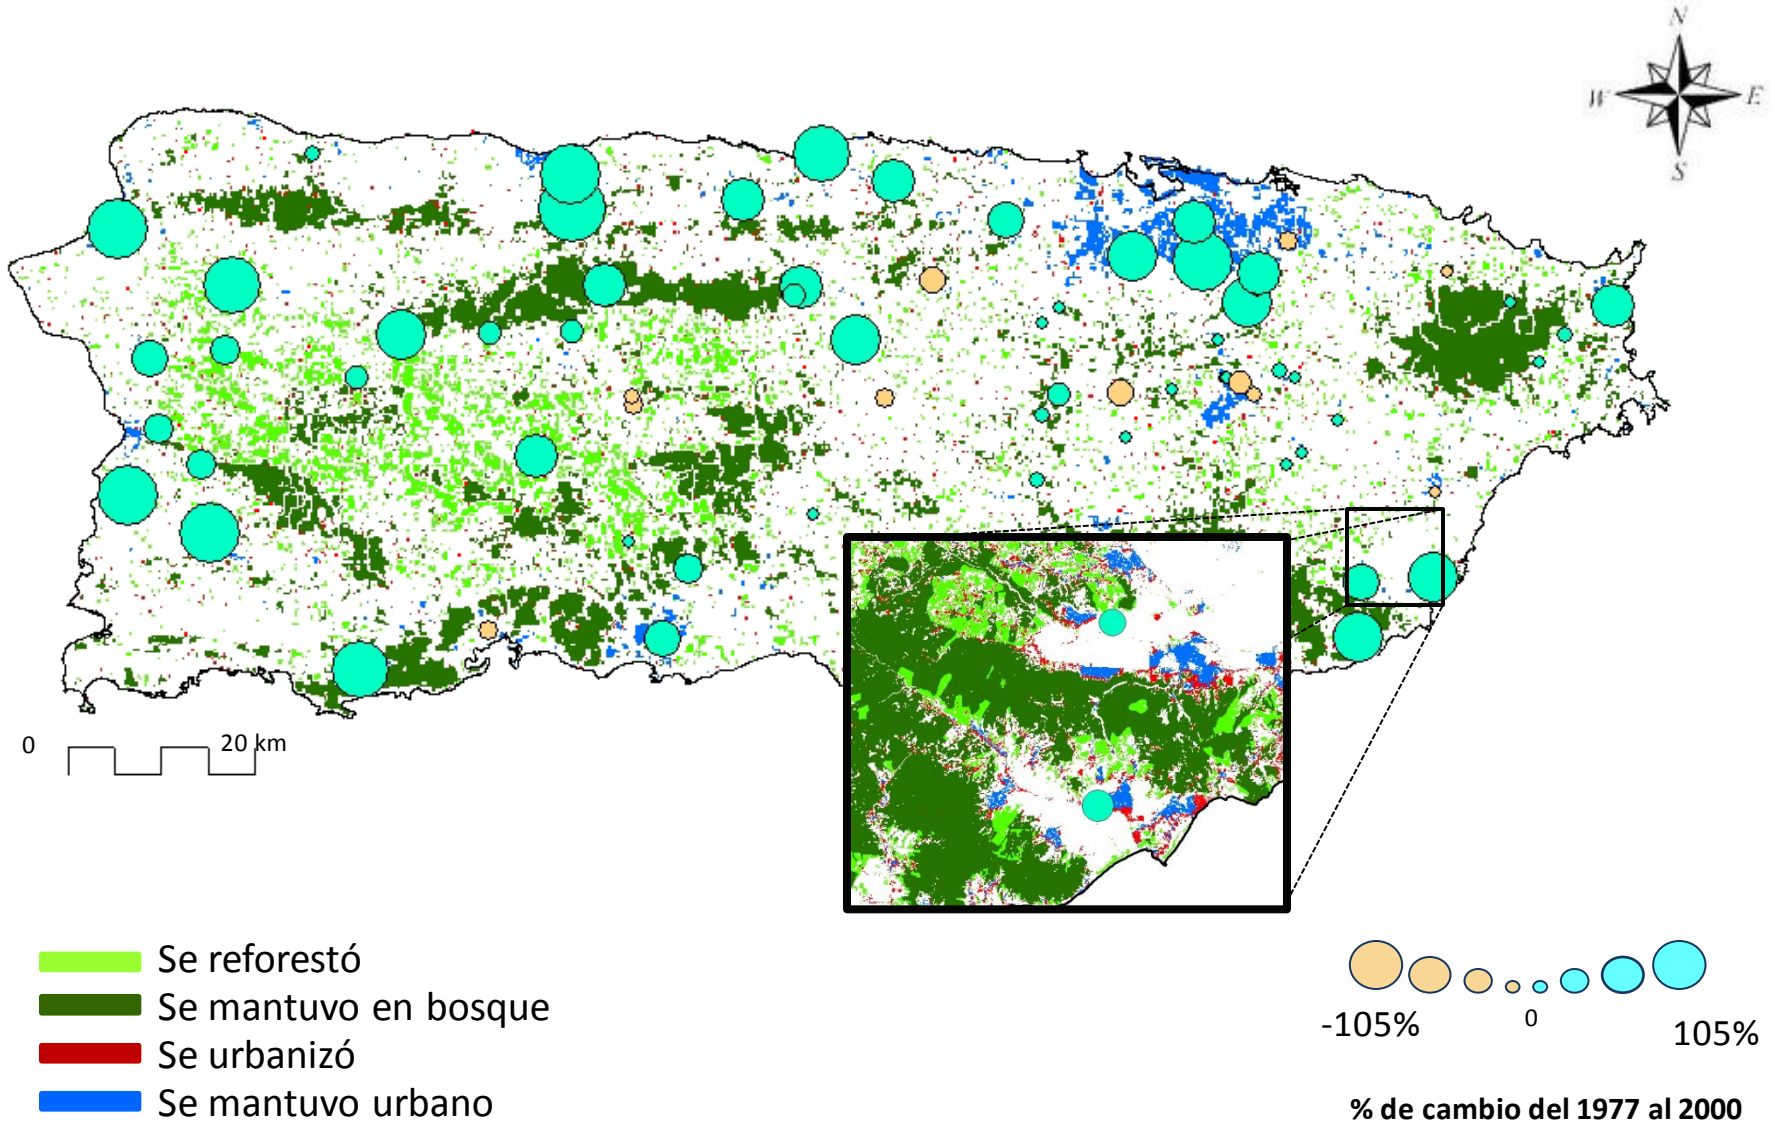 N
W
E
S
0
20 km
Se reforestó
Se mantuvo en bosque
Se urbanizó
Se mantuvo urbano
-105%
0
105%
% de cambio del 1977 al 2000